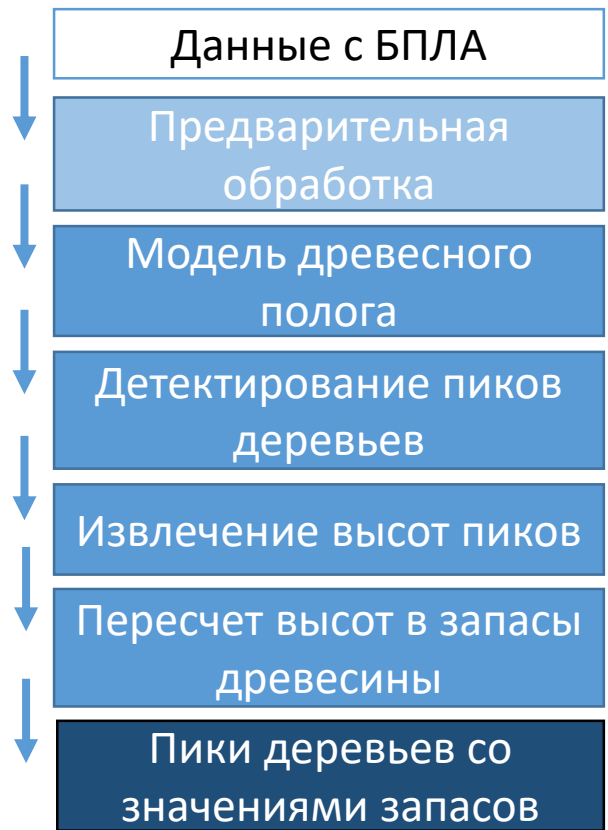 Данные с БПЛА
Предварительная
обработка
Модель древесного
полога
Детектирование пиков
деревьев
Извлечение высот пиков
Пересчет высот в запасы
древесины
Пики деревьев со
значениями запасов